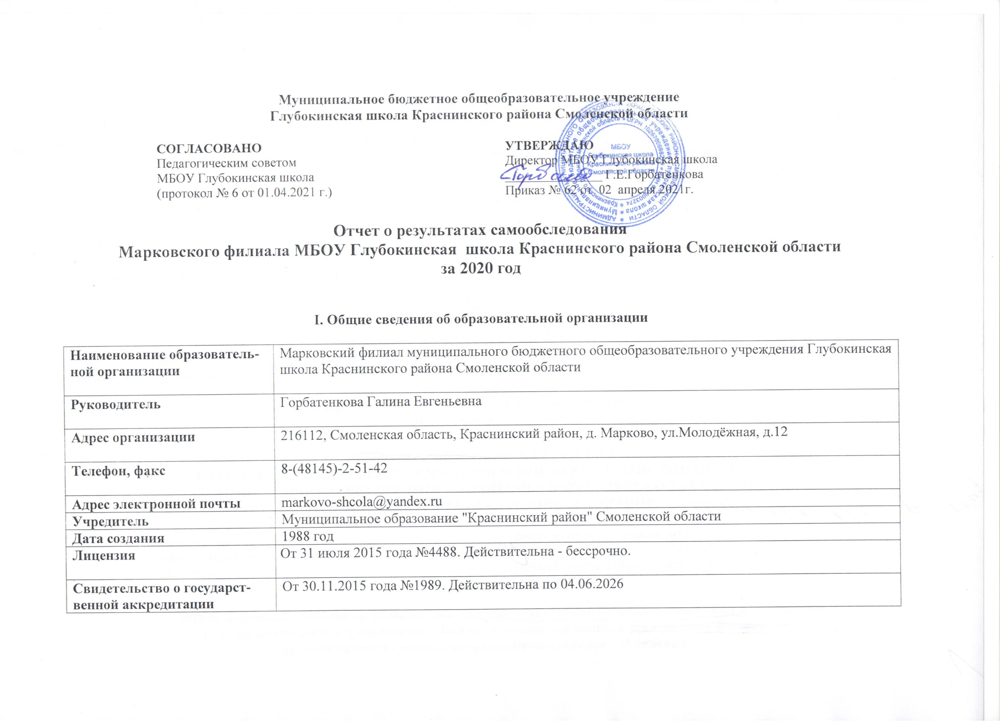 Муниципальное бюджетное общеобразовательное учреждение
Глубокинская школа Краснинского района Смоленской области
СОГЛАСОВАНО
Педагогическим советом
МБОУ Глубокинская школа
(протокол № 6 от 01.04.2021 г.)
УТВЕРЖДАЮ
Директор МБОУ Глубокинская школа
Г.Е.Горбатенкова
Приказ № 62 от 02 апреля 2021г.
МБОУ
Глубокинская школа
Краснинского района
Смоленской области
Отчет о результатах самообследования
Марковского филиала МБОУ Глубокинская школа Краснинского района Смоленской области
за 2020 год
I. Общие сведения об образовательной организации
Наименование образователь-
ной организации
Марковский филиал муниципального бюджетного общеобразовательного учреждения Глубокинская
школа Краснинского района Смоленской области
Руководитель
Горбатенкова Галина Евгеньевна
Адрес организации
216112, Смоленская область, Краснинский район, д. Марково, ул.Молодёжная, д.12
Телефон, факс
8-(48145)-2-51-42
Адрес электронной почты
markovo-shcola@yandex.ru
Учредитель
Муниципальное образование "Краснинский район" Смоленской области
Дата создания
1988 год
Лицензия
От 31 июля 2015 года №4488. Действительна - бессрочно.
Свидетельство о государст-
венной аккредитации
От 30.11.2015 года №1989. Действительна по 04.06.2026